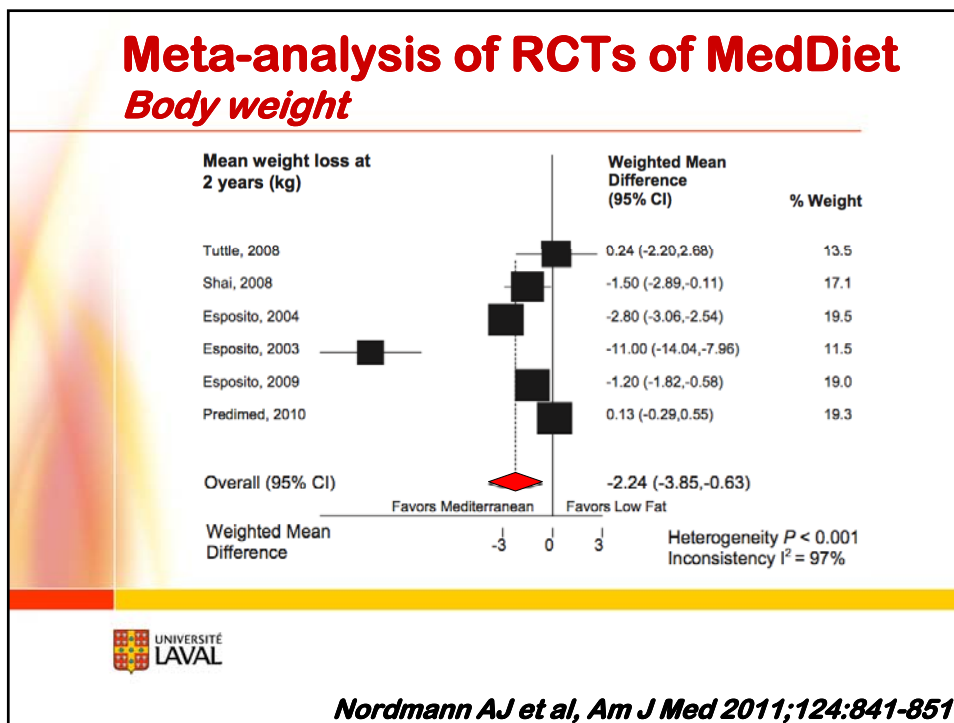 Meta-analysis of RCTs of MedDiet
Body weight
Mean weight loss at
2 years (kg)
Weighted Mean
Difference
(95% CI)
% Weight
Tuttle, 2008 0.24 (-2.20,2.68) 13.5
Shai, 2008 -1.50 (-2.89,-0.11) 17.1
Esposito, 2004 -2.80 (-3.06,-2.54) 19.5
Esposito, 2003 -11.00 (-14.04,-7.96) 11.5
Esposito, 2009 -1.20 (-1.82,-0.58) 19.0
Predimed, 2010 0.13 (-0.29,0.55) 19.3
Overall (95% CI) -2.24 (-3.85,-0.63)
Favors Mediterranean Favors Low Fat
Weighted Mean
Difference
-3 0 3
Heterogeneity P < 0.001
Inconsistency I² = 97%
UNIVERSITÉ
LAVAL
Nordmann AJ et al, Am J Med 2011;124:841-851